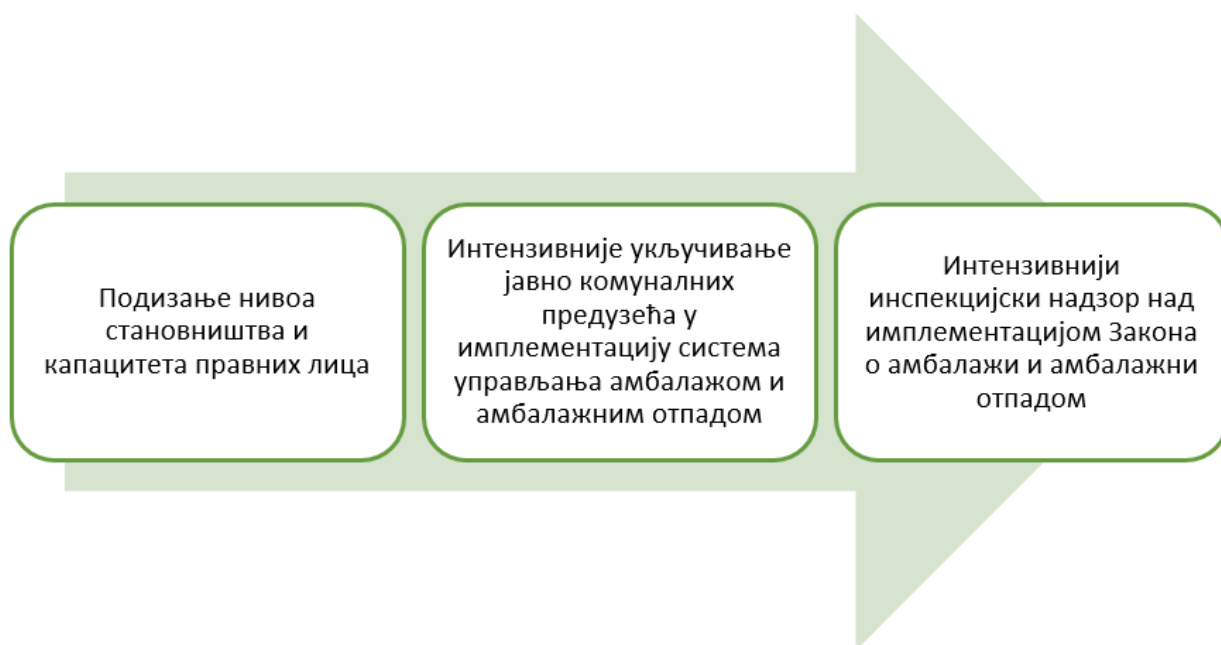 Подизање нивоа
становништва и
капацитета правних лица
Интензивније укључивање
јавно комуналних
предузећа у
имплементацију система
управљања амбалажом и
амбалажним отпадом
Интензивнији
инспекцијски надзор над
имплементацијом Закона
о амбалажи и амбалажни
отпадом